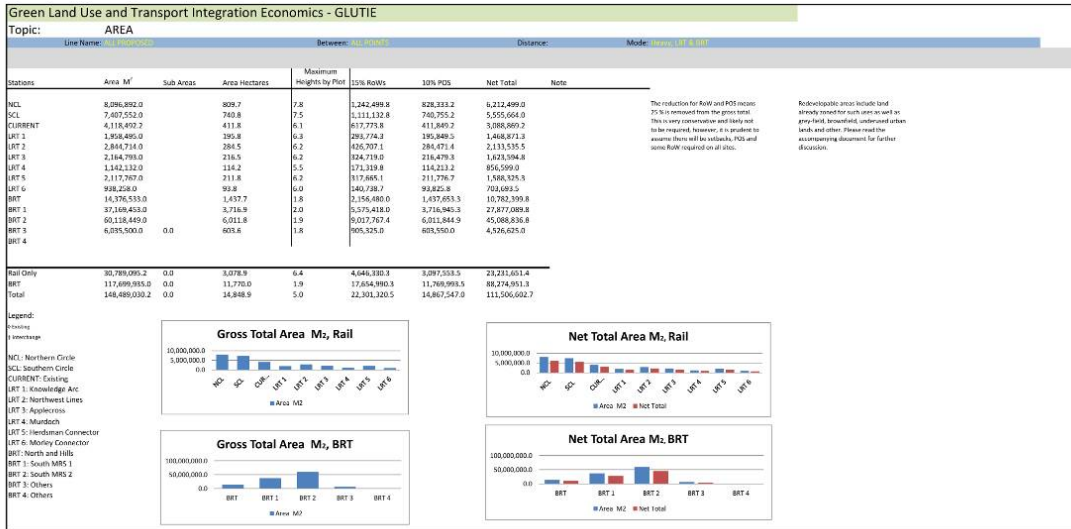 Green Land Use and Transport Integration Economics - GLUTIE
Topic: AREA
Line Name: ALL PROPOSED Between: ALL POINTS Distance: Mode: Heavy, LRT & BRT
Stations Area M² Sub Areas Area Hectares Maximum Heights by Plot 15% RoWs 10% POS Net Total Note
NCL 8,096,892.0 809.7 7.8 1,242,499.8 828,333.2 6,212,499.0
SCL 7,407,552.0 740.8 7.5 1,111,132.8 740,755.2 5,555,664.0
CURRENT 4,118,492.2 411.8 6.1 617,773.8 411,849.2 3,088,869.2
LRT 1 1,958,495.0 195.8 6.3 293,774.3 195,849.5 1,468,871.3
LRT 2 2,844,714.0 284.5 6.2 426,707.1 284,471.4 2,133,535.5
LRT 3 2,164,793.0 216.5 6.2 324,719.0 216,479.3 1,623,594.8
LRT 4 1,142,132.0 114.2 5.5 171,319.8 114,213.2 856,599.0
LRT 5 2,117,767.0 211.8 6.2 317,665.1 211,776.7 1,588,325.3
LRT 6 938,258.0 93.8 6.0 140,738.7 93,825.8 703,693.5
BRT 14,376,533.0 1,437.7 1.8 2,156,480.0 1,437,653.3 10,782,399.8
BRT 1 37,169,453.0 3,716.9 2.0 5,575,418.0 3,716,945.3 27,877,089.8
BRT 2 60,118,449.0 6,011.8 1.9 9,017,767.4 6,011,844.9 45,088,836.8
BRT 3 6,035,500.0 0.0 603.6 1.8 905,325.0 603,550.0 4,526,625.0
BRT 4
The reduction for RoW and POS means
25 % is removed from the gross total.
This is very conservative and likely not
to be required, however, it is prudent to
assume there will be setbacks, POS and
some RoW required on all sites.
Redevelopable areas include land
already zoned for such uses as well as
grey-field, brownfield, underused urban
lands and other. Please read the
accompanying document for further
discussion.
Rail Only 30,789,095.2 0.0 3,078.9 6.4 4,646,330.3 3,097,553.5 23,231,651.4
BRT 117,699,935.0 0.0 11,770.0 1.9 17,654,990.3 11,769,993.5 88,274,951.3
Total 148,489,030.2 0.0 14,848.9 5.0 22,301,320.5 14,867,547.0 111,506,602.7
Legend:
Existing
Interchange
NCL: Northern Circle
SCL: Southern Circle
CURRENT: Existing
LRT 1: Knowledge Arc
LRT 2: Northwest Lines
LRT 3: Applecross
LRT 4: Murdoch
LRT 5: Herdsman Connector
LRT 6: Morley Connector
BRT: North and Hills
BRT 1: South MRS 1
BRT 2: South MRS 2
BRT 3: Others
BRT 4: Others
Gross Total Area M2, Rail
10,000,000.0
5,000,000.0
0.0
NCL SCL CUR... LRT 1 LRT 2 LRT 3 LRT 4 LRT 5 LRT 6
Area M2
Net Total Area M2, Rail
10,000,000.0
5,000,000.0
0.0
NCL SCL CUR... LRT 1 LRT 2 LRT 3 LRT 4 LRT 5 LRT 6
Area M2 Net Total
Gross Total Area M2, BRT
100,000,000.0
50,000,000.0
0.0
BRT BRT 1 BRT 2 BRT 3 BRT 4
Area M2
Net Total Area M2, BRT
100,000,000.0
50,000,000.0
0.0
BRT BRT 1 BRT 2 BRT 3 BRT 4
Area M2 Net Total